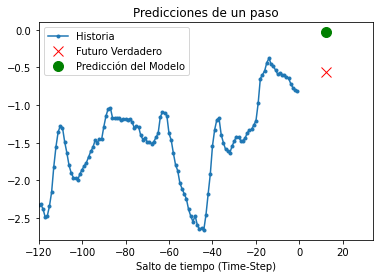 Predicciones de un paso
Historia
Futuro Verdadero
Predicción del Modelo
0.0
−0.5
−1.0
−1.5
−2.0
−2.5
−120 −100 −80 −60 −40 −20 0 20
Salto de tiempo (Time-Step)